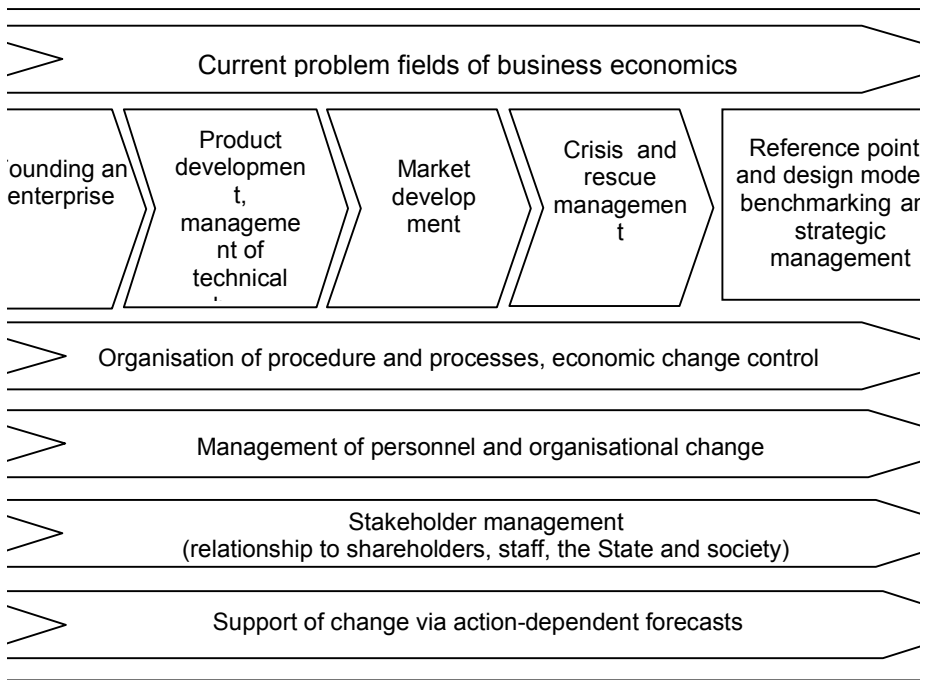 Current problem fields of business economics
ounding an
enterprise
Product
developmen
t,
manageme
nt of
technical
Market
develop
ment
Crisis and
rescue
managemen
t
Reference point
and design mode
benchmarking an
strategic
management
Organisation of procedure and processes, economic change control
Management of personnel and organisational change
Stakeholder management
(relationship to shareholders, staff, the State and society)
Support of change via action-dependent forecasts